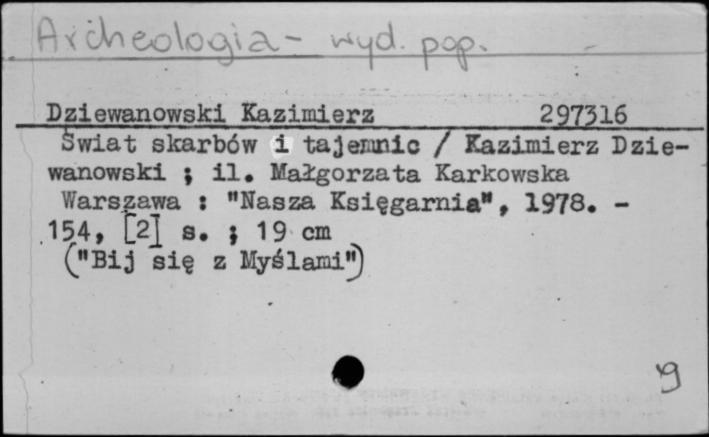 Archeologia - wyd. pop.
Dziewanowski Kazimierz 297316
Świat skarbów i tajemnic / Kazimierz Dzie-
wanowski ; il. Małgorzata Karkowska
Warszawa : "Nasza Księgarnia", 1978. -
154, [2] s. ; 19 cm
("Bij się z Myślami")